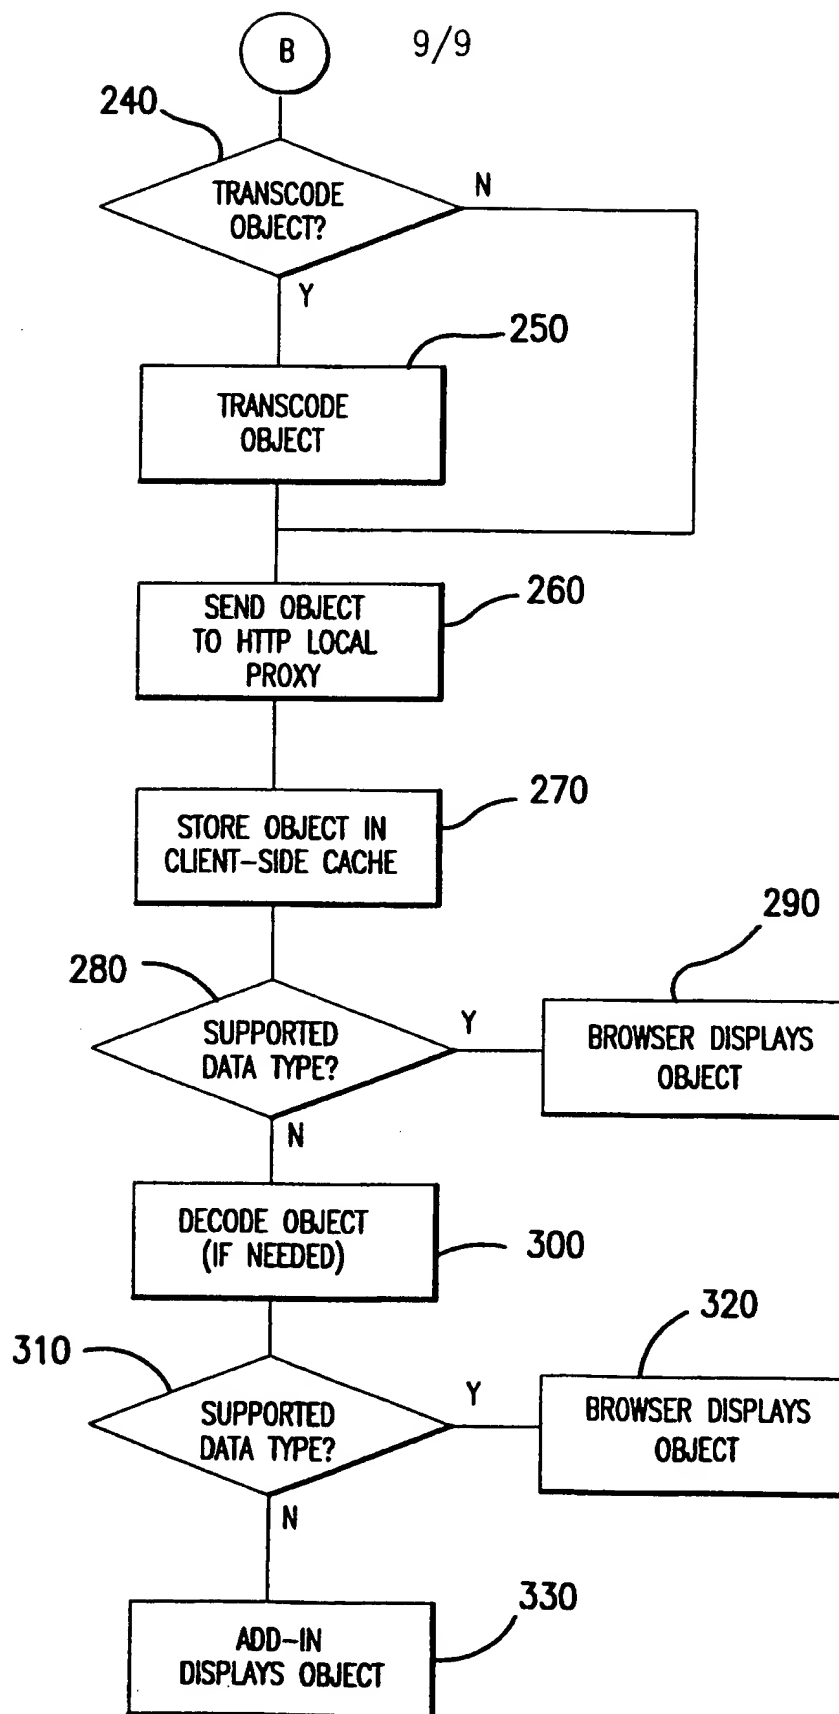 B
9/9
240
TRANSCODE
OBJECT?
N
Y
250
TRANSCODE
OBJECT
260
SEND OBJECT
TO HTTP LOCAL
PROXY
270
STORE OBJECT IN
CLIENT-SIDE CACHE
280
SUPPORTED
DATA TYPE?
Y
290
BROWSER DISPLAYS
OBJECT
N
DECODE OBJECT
(IF NEEDED)
300
310
SUPPORTED
DATA TYPE?
Y
320
BROWSER DISPLAYS
OBJECT
N
330
ADD-IN
DISPLAYS OBJECT